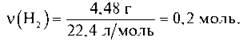 ν(H₂) = 4,48 г / 22,4 л/моль = 0,2 моль.